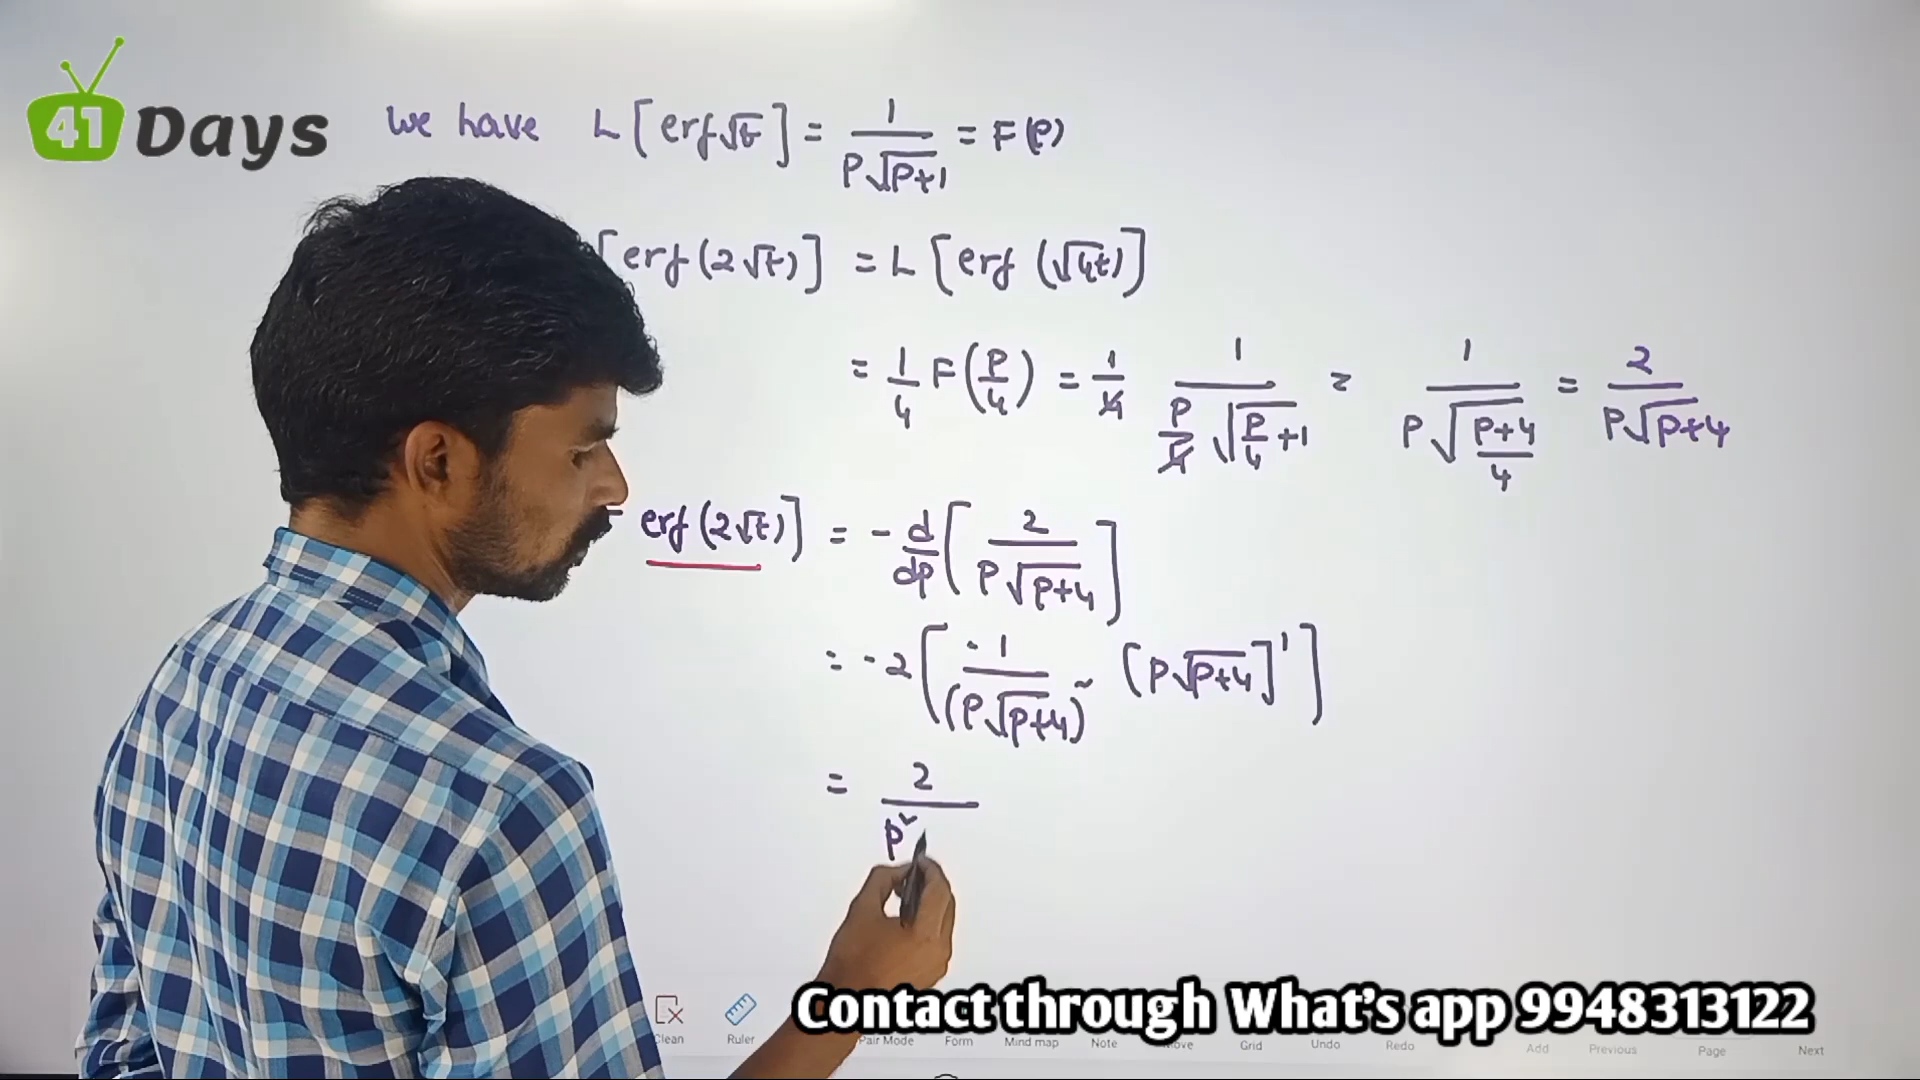 41 Days
We have L[erf√t] = 1/(P√(P+1)) = F(P)
[erf(2√t)] = L[erf(√4t)]
= 1/4 F(P/4) = 1/4 1/(P/4 √(P/4+1)) = 1/(P√((P+4)/4)) = 2/(P√(P+4))
erf(2√t)] = -d/dp[2/(P√(P+4))]
= -2[-1/(P√(P+4))² (P√(P+4)]']
= 2/P²
Contact through What's app 9948313122
Clean Ruler Pair Mode Form Mind map Note Grid Undo Redo Add Previous Page Next